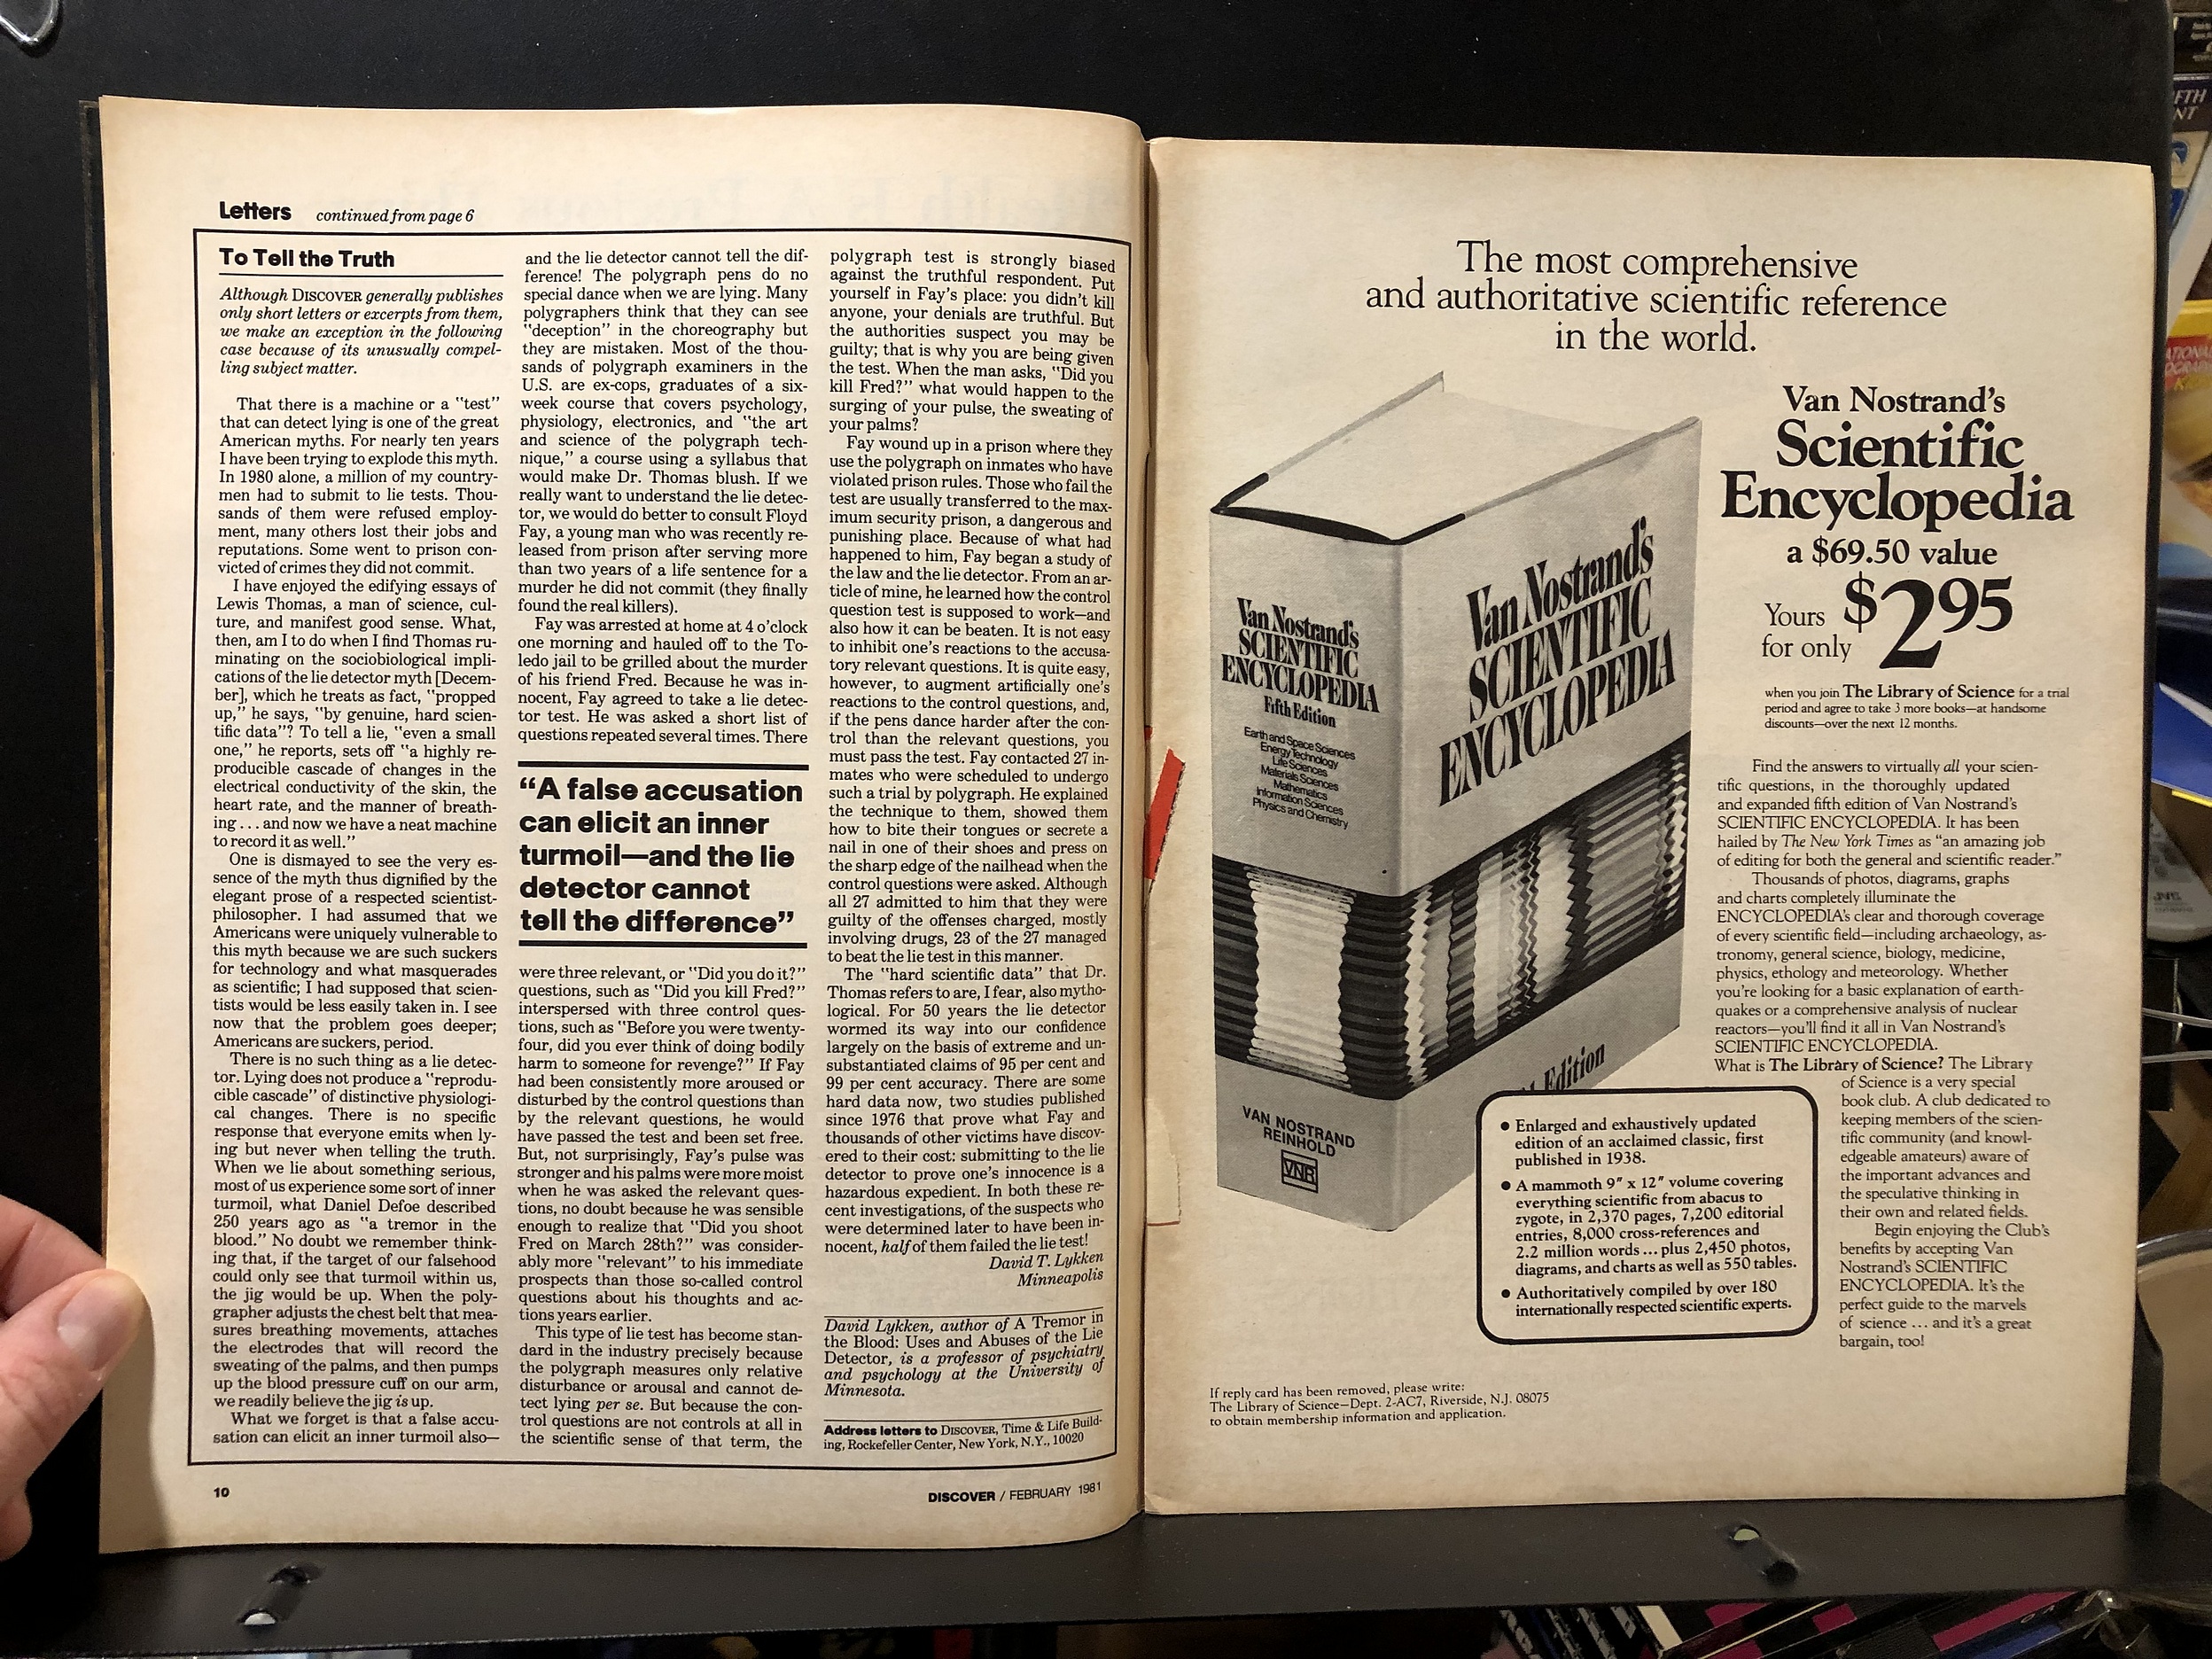 Letters continued from page 6
To Tell the Truth
Although DISCOVER generally publishes
only short letters or excerpts from them,
we make an exception in the following
case because of its unusually compel-
ling subject matter.
That there is a machine or a "test"
that can detect lying is one of the great
American myths. For nearly ten years
I have been trying to explode this myth.
In 1980 alone, a million of my country-
men had to submit to lie tests. Thou-
sands of them were refused employ-
ment, many others lost their jobs and
reputations. Some went to prison con-
victed of crimes they did not commit.
I have enjoyed the edifying essays of
Lewis Thomas, a man of science, cul-
ture, and manifest good sense. What,
then, am I to do when I find Thomas ru-
minating on the sociobiological impli-
cations of the lie detector myth [Decem-
ber], which he treats as fact, "propped
up," he says, "by genuine, hard scien-
tific data"? To tell a lie, "even a small
one," he reports, sets off "a highly re-
producible cascade of changes in the
electrical conductivity of the skin, the
heart rate, and the manner of breath-
ing . . . and now we have a neat machine
to record it as well."
One is dismayed to see the very es-
sence of the myth thus dignified by the
elegant prose of a respected scientist-
philosopher. I had assumed that we
Americans were uniquely vulnerable to
this myth because we are such suckers
for technology and what masquerades
as scientific; I had supposed that scien-
tists would be less easily taken in. I see
now that the problem goes deeper;
Americans are suckers, period.
There is no such thing as a lie detec-
tor. Lying does not produce a "reprodu-
cible cascade" of distinctive physiologi-
cal changes. There is no specific
response that everyone emits when ly-
ing but never when telling the truth.
When we lie about something serious,
most of us experience some sort of inner
turmoil, what Daniel Defoe described
250 years ago as "a tremor in the
blood." No doubt we remember think-
ing that, if the target of our falsehood
could only see that turmoil within us,
the jig would be up. When the poly-
grapher adjusts the chest belt that mea-
sures breathing movements, attaches
the electrodes that will record the
sweating of the palms, and then pumps
up the blood pressure cuff on our arm,
we readily believe the jig is up.
What we forget is that a false accu-
sation can elicit an inner turmoil also—
and the lie detector cannot tell the dif-
ference! The polygraph pens do no
special dance when we are lying. Many
polygraphers think that they can see
"deception" in the choreography but
they are mistaken. Most of the thou-
sands of polygraph examiners in the
U.S. are ex-cops, graduates of a six-
week course that covers psychology,
physiology, electronics, and "the art
and science of the polygraph tech-
nique," a course using a syllabus that
would make Dr. Thomas blush. If we
really want to understand the lie detec-
tor, we would do better to consult Floyd
Fay, a young man who was recently re-
leased from prison after serving more
than two years of a life sentence for a
murder he did not commit (they finally
found the real killers).
Fay was arrested at home at 4 o'clock
one morning and hauled off to the To-
ledo jail to be grilled about the murder
of his friend Fred. Because he was in-
nocent, Fay agreed to take a lie detec-
tor test. He was asked a short list of
questions repeated several times. There
"A false accusation
can elicit an inner
turmoil—and the lie
detector cannot
tell the difference"
were three relevant, or "Did you do it?"
questions, such as "Did you kill Fred?"
interspersed with three control ques-
tions, such as "Before you were twenty-
four, did you ever think of doing bodily
harm to someone for revenge?" If Fay
had been consistently more aroused or
disturbed by the control questions than
by the relevant questions, he would
have passed the test and been set free.
But, not surprisingly, Fay's pulse was
stronger and his palms were more moist
when he was asked the relevant ques-
tions, no doubt because he was sensible
enough to realize that "Did you shoot
Fred on March 28th?" was consider-
ably more "relevant" to his immediate
prospects than those so-called control
questions about his thoughts and ac-
tions years earlier.
This type of lie test has become stan-
dard in the industry precisely because
the polygraph measures only relative
disturbance or arousal and cannot de-
tect lying per se. But because the con-
trol questions are not controls at all in
the scientific sense of that term, the
polygraph test is strongly biased
against the truthful respondent. Put
yourself in Fay's place: you didn't kill
anyone, your denials are truthful. But
the authorities suspect you may be
guilty; that is why you are being given
the test. When the man asks, "Did you
kill Fred?" what would happen to the
surging of your pulse, the sweating of
your palms?
Fay wound up in a prison where they
use the polygraph on inmates who have
violated prison rules. Those who fail the
test are usually transferred to the max-
imum security prison, a dangerous and
punishing place. Because of what had
happened to him, Fay began a study of
the law and the lie detector. From an ar-
ticle of mine, he learned how the control
question test is supposed to work—and
also how it can be beaten. It is not easy
to inhibit one's reactions to the accusa-
tory relevant questions. It is quite easy,
however, to augment artificially one's
reactions to the control questions, and,
if the pens dance harder after the con-
trol than the relevant questions, you
must pass the test. Fay contacted 27 in-
mates who were scheduled to undergo
such a trial by polygraph. He explained
the technique to them, showed them
how to bite their tongues or secrete a
nail in one of their shoes and press on
the sharp edge of the nailhead when the
control questions were asked. Although
all 27 admitted to him that they were
guilty of the offenses charged, mostly
involving drugs, 23 of the 27 managed
to beat the lie test in this manner.
The "hard scientific data" that Dr.
Thomas refers to are, I fear, also mytho-
logical. For 50 years the lie detector
wormed its way into our confidence
largely on the basis of extreme and un-
substantiated claims of 95 per cent and
99 per cent accuracy. There are some
hard data now, two studies published
since 1976 that prove what Fay and
thousands of other victims have discov-
ered to their cost: submitting to the lie
detector to prove one's innocence is a
hazardous expedient. In both these re-
cent investigations, of the suspects who
were determined later to have been in-
nocent, half of them failed the lie test!
David T. Lykken
Minneapolis
David Lykken, author of A Tremor in
the Blood: Uses and Abuses of the Lie
Detector, is a professor of psychiatry
and psychology at the University of
Minnesota.
Address letters to DISCOVER, Time & Life Build-
ing, Rockefeller Center, New York, N.Y., 10020
10
DISCOVER / FEBRUARY 1981
The most comprehensive
and authoritative scientific reference
in the world.
Van Nostrand's
Scientific
Encyclopedia
a $69.50 value
Yours
for only
$2.95
when you join The Library of Science for a trial
period and agree to take 3 more books—at handsome
discounts—over the next 12 months.
Van Nostrand's
SCIENTIFIC
ENCYCLOPEDIA
Fifth Edition
Earth and Space Sciences
Energy Technology
Life Sciences
Materials Sciences
Mathematics
Information Sciences
Physics and Chemistry
VAN NOSTRAND
REINHOLD
VNR
Van Nostrand's
SCIENTIFIC
ENCYCLOPEDIA
Edition
Find the answers to virtually all your scien-
tific questions, in the thoroughly updated
and expanded fifth edition of Van Nostrand's
SCIENTIFIC ENCYCLOPEDIA. It has been
hailed by The New York Times as "an amazing job
of editing for both the general and scientific reader."
Thousands of photos, diagrams, graphs
and charts completely illuminate the
ENCYCLOPEDIA's clear and thorough coverage
of every scientific field—including archaeology, as-
tronomy, general science, biology, medicine,
physics, ethology and meteorology. Whether
you're looking for a basic explanation of earth-
quakes or a comprehensive analysis of nuclear
reactors—you'll find it all in Van Nostrand's
SCIENTIFIC ENCYCLOPEDIA.
What is The Library of Science? The Library
of Science is a very special
book club. A club dedicated to
keeping members of the scien-
tific community (and knowl-
edgeable amateurs) aware of
the important advances and
the speculative thinking in
their own and related fields.
Begin enjoying the Club's
benefits by accepting Van
Nostrand's SCIENTIFIC
ENCYCLOPEDIA. It's the
perfect guide to the marvels
of science ... and it's a great
bargain, too!
● Enlarged and exhaustively updated
edition of an acclaimed classic, first
published in 1938.
● A mammoth 9" x 12" volume covering
everything scientific from abacus to
zygote, in 2,370 pages, 7,200 editorial
entries, 8,000 cross-references and
2.2 million words ... plus 2,450 photos,
diagrams, and charts as well as 550 tables.
● Authoritatively compiled by over 180
internationally respected scientific experts.
If reply card has been removed, please write:
The Library of Science—Dept. 2-AC7, Riverside, N.J. 08075
to obtain membership information and application.